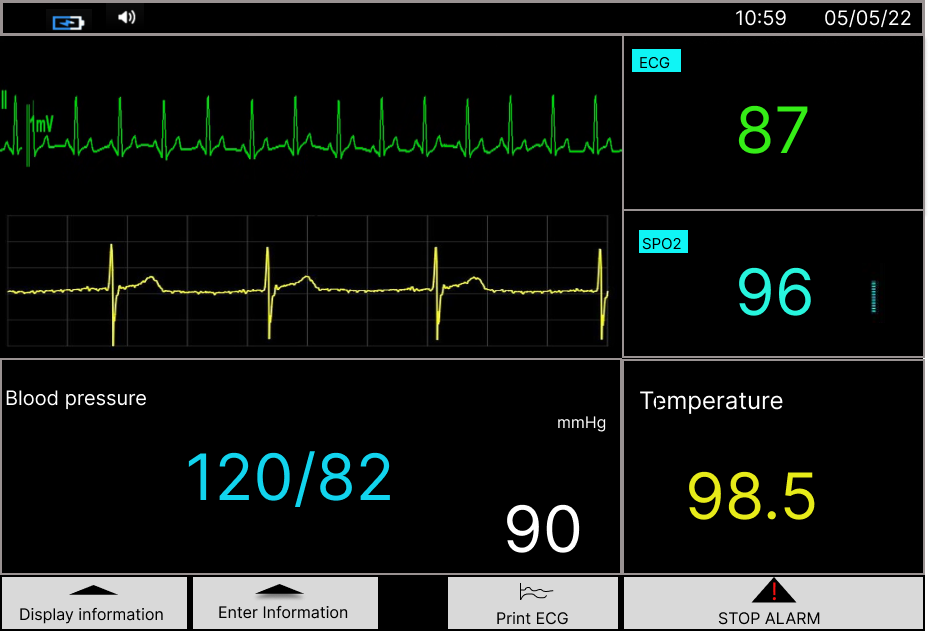 10:59 05/05/22
ECG
87
II
1mV
SPO2
96
Blood pressure
mmHg
120/82
90
Temperature
98.5
Display information
Enter Information
Print ECG
! STOP ALARM